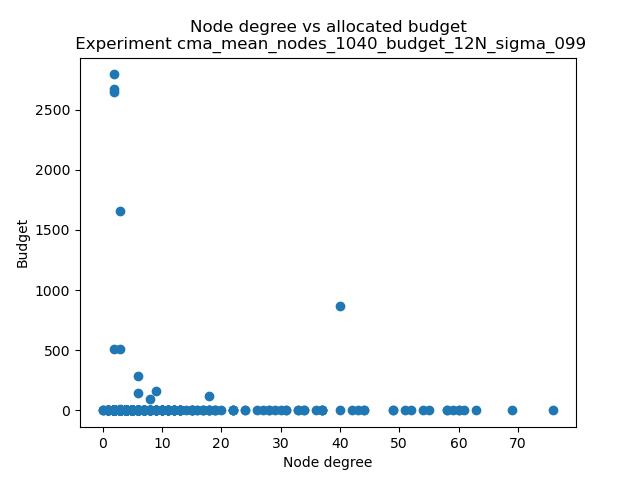 Node degree vs allocated budget
Experiment cma_mean_nodes_1040_budget_12N_sigma_099
2500
2000
1500
1000
500
0
Budget
0 10 20 30 40 50 60 70
Node degree